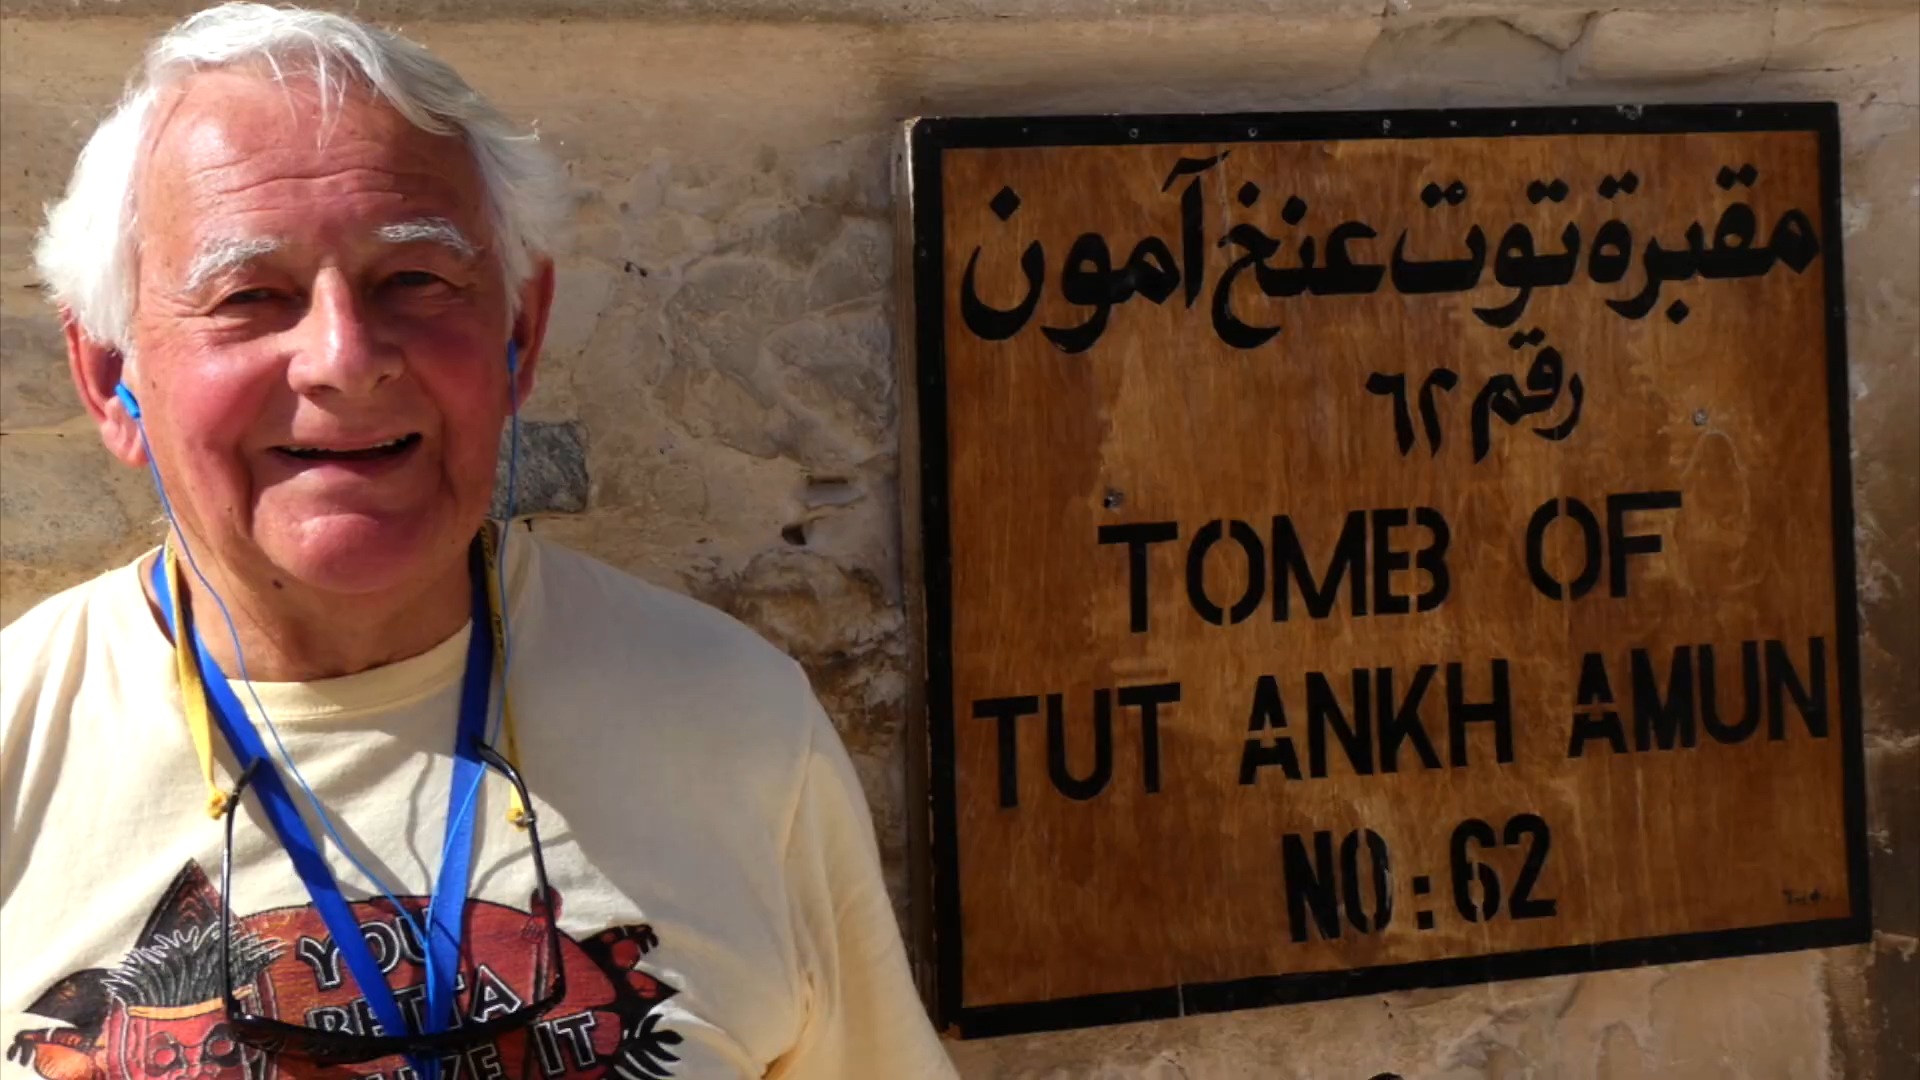 مقبرة توت عنخ آمون
رقم ٦٢
TOMB OF
TUT ANKH AMUN
NO: 62
YOU
BETTA
IT